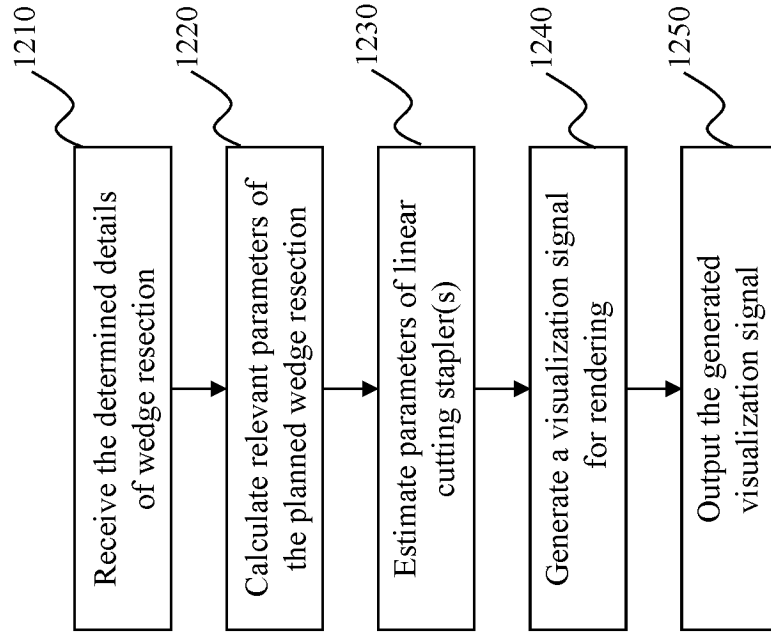 1210
Receive the determined details
of wedge resection
1220
Calculate relevant parameters of
the planned wedge resection
1230
Estimate parameters of linear
cutting stapler(s)
1240
Generate a visualization signal
for rendering
1250
Output the generated
visualization signal